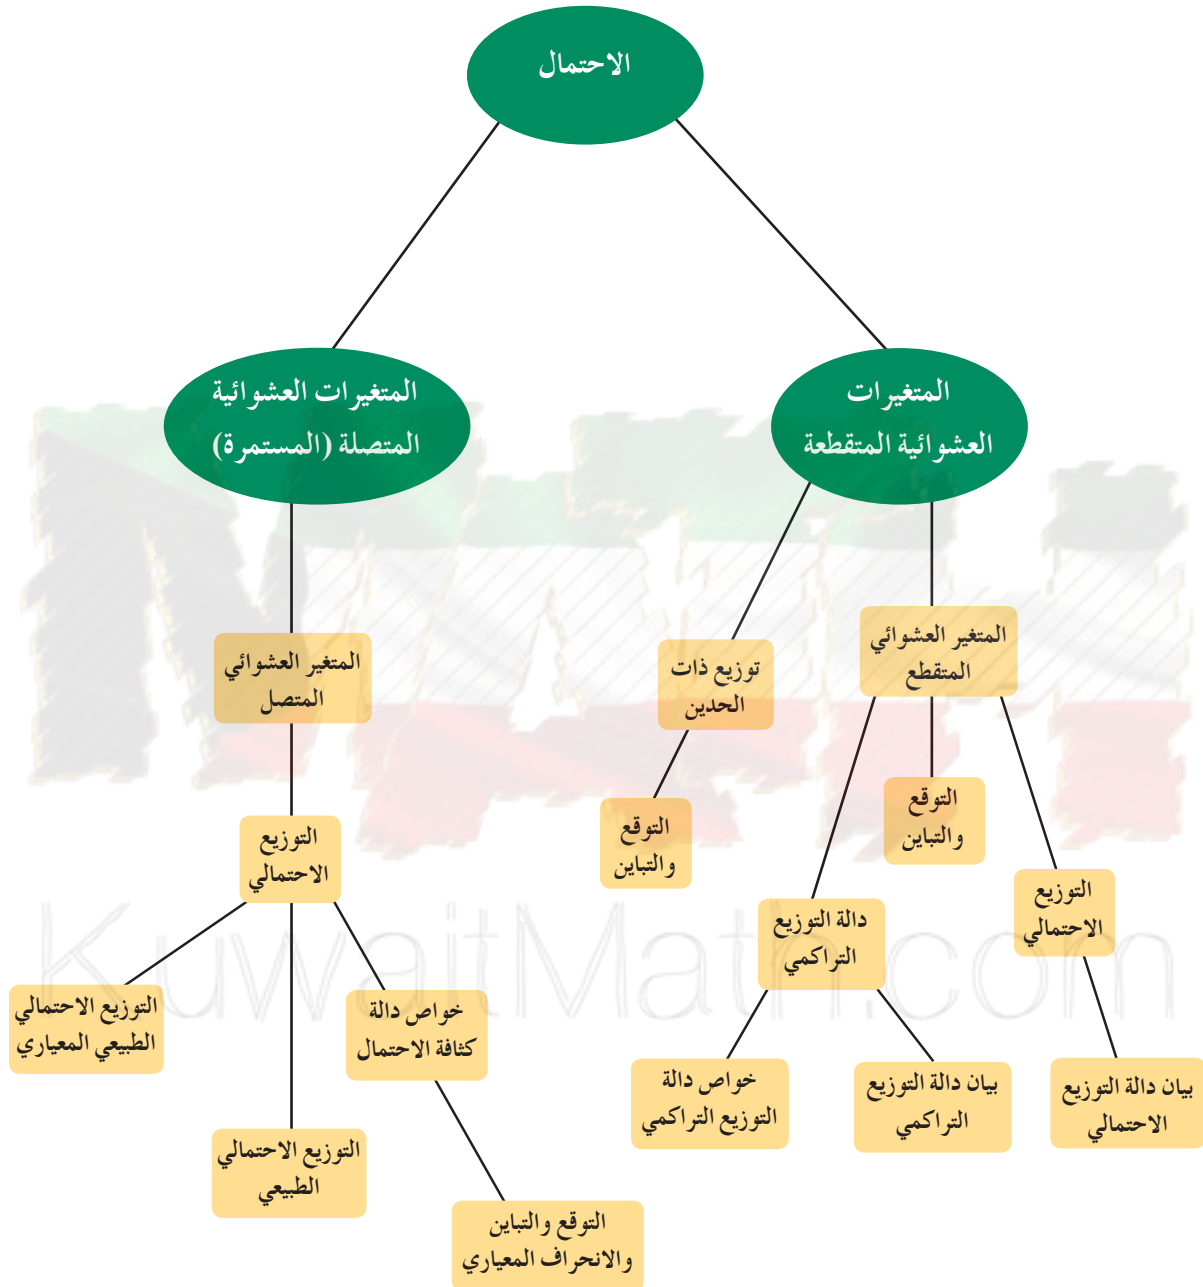 الاحتمال
المتغيرات
العشوائية المتقطعة
المتغيرات العشوائية
المتصلة (المستمرة)
المتغير العشوائي
المتقطع
توزيع ذات
الحدين
المتغير العشوائي
المتصل
التوقع
والتباين
التوقع
والتباين
التوزيع
الاحتمالي
التوزيع
الاحتمالي
دالة التوزيع
التراكمي
خواص دالة
كثافة الاحتمال
التوزيع الاحتمالي
الطبيعي المعياري
بيان دالة التوزيع
الاحتمالي
بيان دالة التوزيع
التراكمي
خواص دالة
التوزيع التراكمي
التوزيع الاحتمالي
الطبيعي
التوقع والتباين
والانحراف المعياري
MATH
KuwaitMath.com